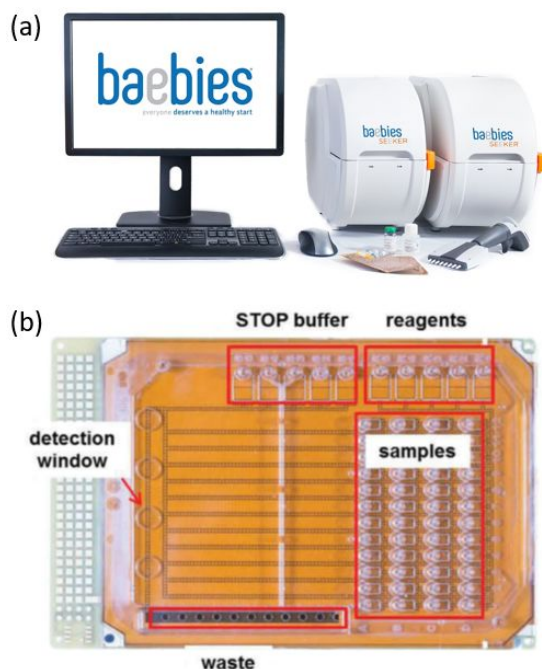 (a)
baebies
everyone deserves a healthy start
baebies
SEEKER
baebies
SEEKER
(b)
STOP buffer reagents
detection
window
samples
waste